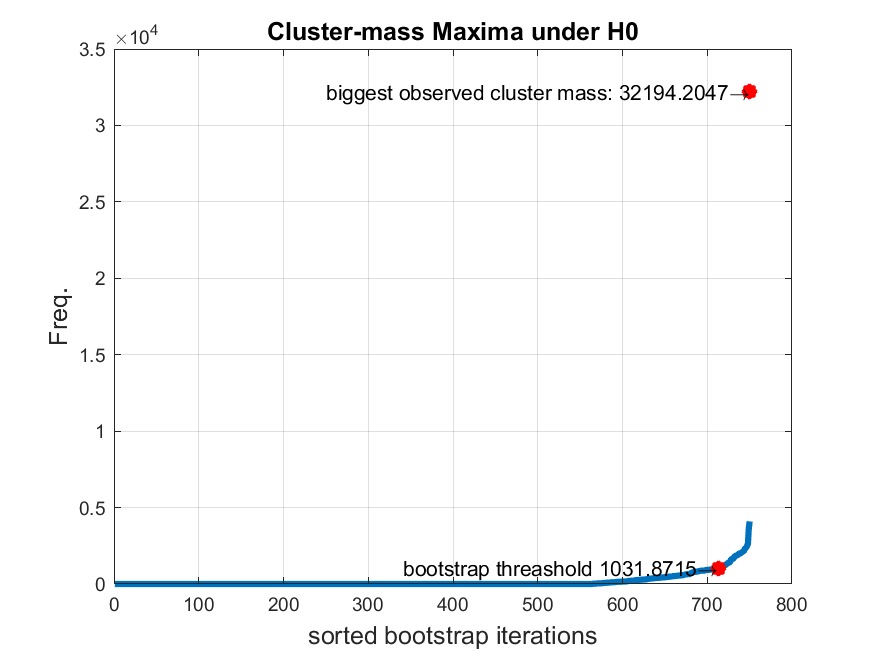 Cluster-mass Maxima under H0
×10⁴
3.5
biggest observed cluster mass: 32194.2047
3
2.5
2
Freq.
1.5
1
0.5
bootstrap threashold 1031.8715
0
0 100 200 300 400 500 600 700 800
sorted bootstrap iterations